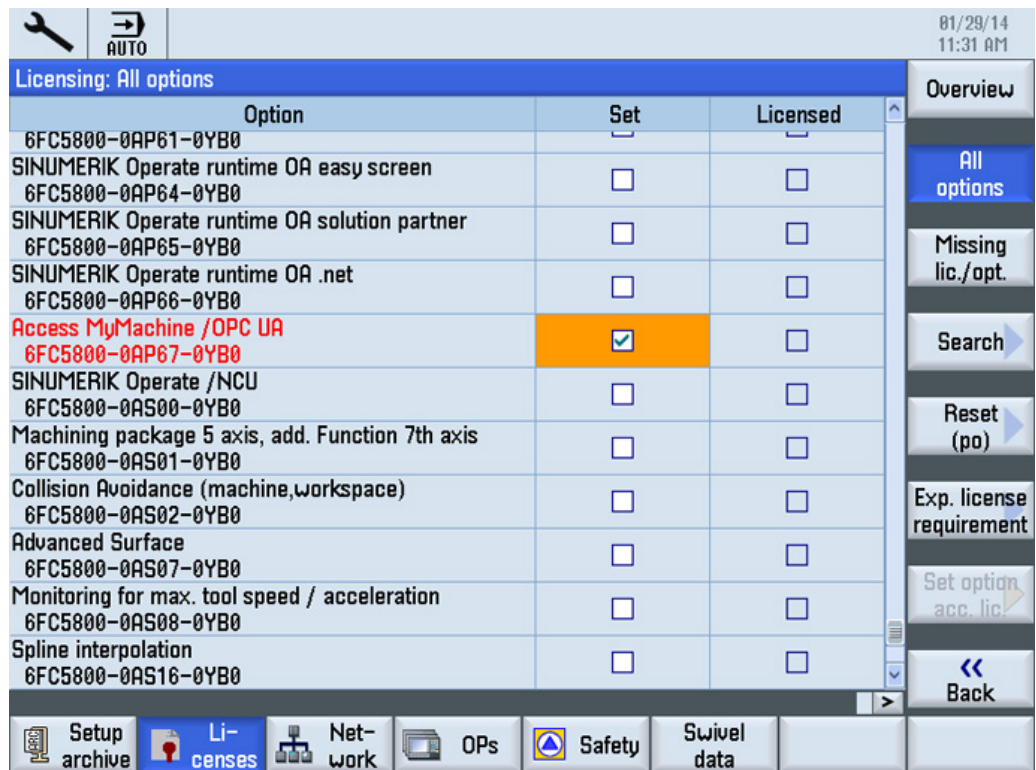 AUTO
01/29/14
11:31 AM
Licensing: All options
Option Set Licensed
6FC5800-0AP61-0YB0
SINUMERIK Operate runtime OA easy screen
6FC5800-0AP64-0YB0
SINUMERIK Operate runtime OA solution partner
6FC5800-0AP65-0YB0
SINUMERIK Operate runtime OA .net
6FC5800-0AP66-0YB0
Access MyMachine /OPC UA
6FC5800-0AP67-0YB0
SINUMERIK Operate /NCU
6FC5800-0AS00-0YB0
Machining package 5 axis, add. Function 7th axis
6FC5800-0AS01-0YB0
Collision Avoidance (machine,workspace)
6FC5800-0AS02-0YB0
Advanced Surface
6FC5800-0AS07-0YB0
Monitoring for max. tool speed / acceleration
6FC5800-0AS08-0YB0
Spline interpolation
6FC5800-0AS16-0YB0
Overview
All
options
Missing
lic./opt.
Search
Reset
(po)
Exp. license
requirement
Set option
acc. lic.
<<
Back
>
Setup
archive
Li-
censes
Net-
work
OPs
Safety
Swivel
data